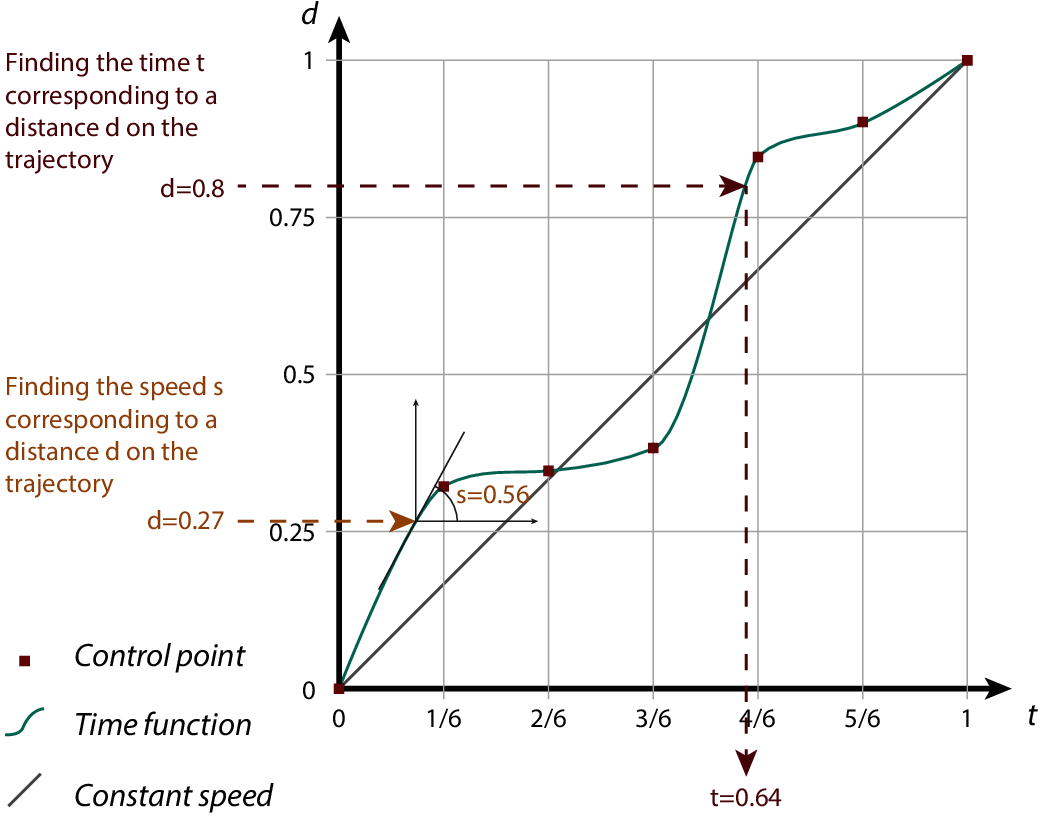 d
Finding the time t
corresponding to a
distance d on the
trajectory
d=0.8
1
0.75
0.5
Finding the speed s
corresponding to a
distance d on the
trajectory
d=0.27
s=0.56
0.25
0
0 1/6 2/6 3/6 4/6 5/6 1 t
t=0.64
Control point
Time function
Constant speed